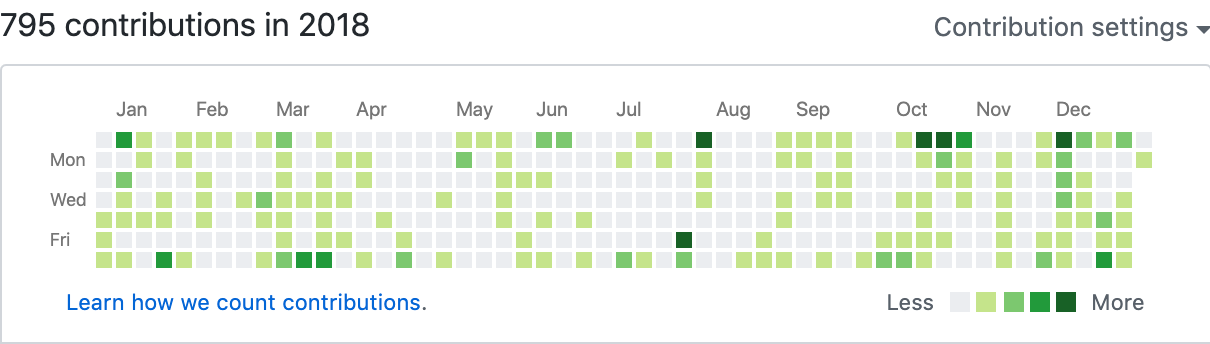 795 contributions in 2018
Contribution settings
Jan Feb Mar Apr May Jun Jul Aug Sep Oct Nov Dec
Mon
Wed
Fri
Learn how we count contributions.
Less More